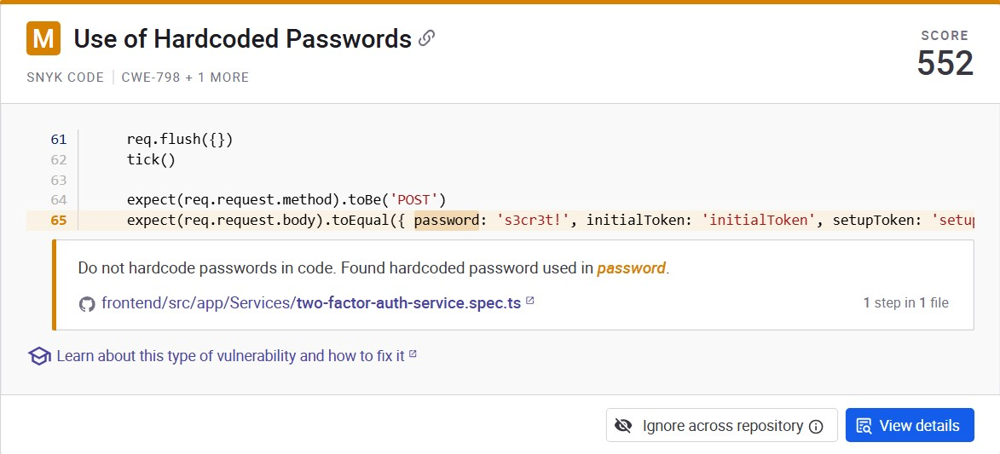 M Use of Hardcoded Passwords
SCORE
552
SNYK CODE | CWE-798 + 1 MORE
61 req.flush({})
62 tick()
63
64 expect(req.request.method).toBe('POST')
65 expect(req.request.body).toEqual({ password: 's3cr3t!', initialToken: 'initialToken', setupToken: 'setup
Do not hardcode passwords in code. Found hardcoded password used in password.
frontend/src/app/Services/two-factor-auth-service.spec.ts
1 step in 1 file
Learn about this type of vulnerability and how to fix it
Ignore across repository
View details